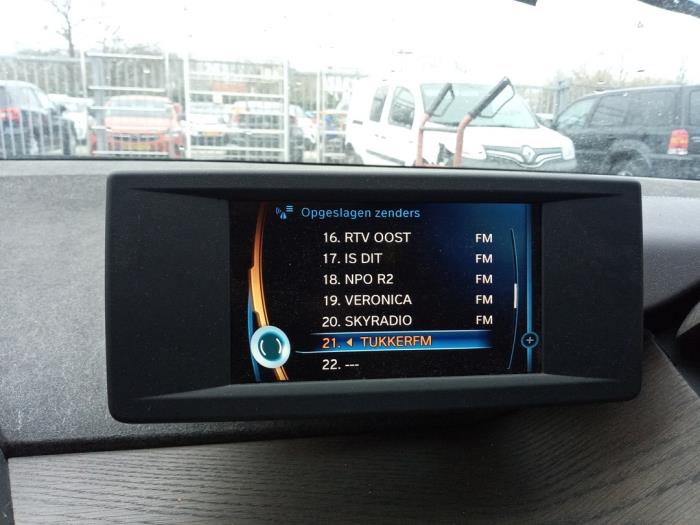 Opgeslagen zenders
16. RTV OOST FM
17. IS DIT FM
18. NPO R2 FM
19. VERONICA FM
20. SKYRADIO FM
21. ◄ TUKKERFM
22. ---